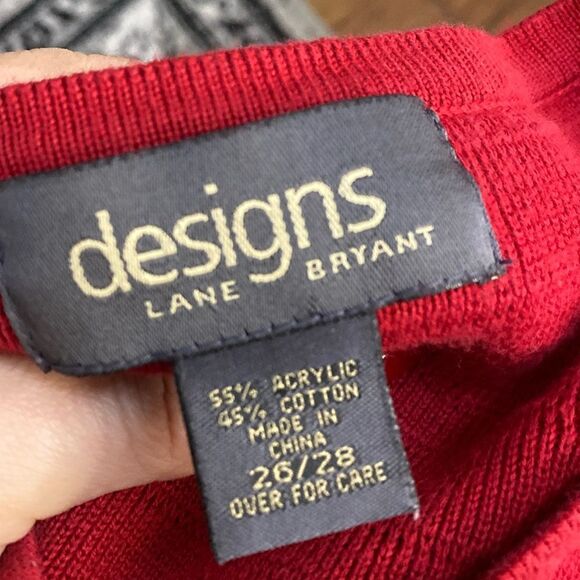 designs
LANE BRYANT
55% ACRYLIC
45% COTTON
MADE IN
CHINA
26/28
OVER FOR CARE